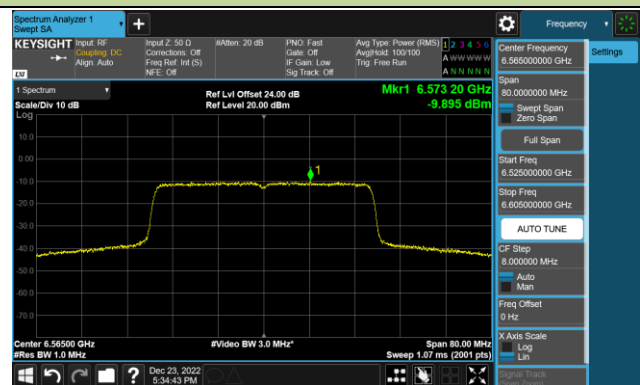 Spectrum Analyzer 1
Swept SA
Frequency
KEYSIGHT
Input: RF
Coupling: DC
Align: Auto
Input Z: 50 Ω
Corrections: Off
Freq Ref: Int (S)
NFE: Off
#Atten: 20 dB
PNO: Fast
Gate: Off
IF Gain: Low
Sig Track: Off
Avg Type: Power (RMS)
Avg|Hold: 100/100
Trig: Free Run
1 2 3 4 5 6
A W W W W W
A N N N N N
LXI
1 Spectrum
Scale/Div 10 dB
Log
Ref Lvl Offset 24.00 dB
Ref Level 20.00 dBm
Mkr1 6.573 20 GHz
-9.895 dBm
1
10.0
0.00
-10.0
-20.0
-30.0
-40.0
-50.0
-60.0
-70.0
Center 6.56500 GHz
#Res BW 1.0 MHz
#Video BW 3.0 MHz*
Span 80.00 MHz
Sweep 1.07 ms (2001 pts)
Dec 23, 2022
5:34:43 PM
Center Frequency
6.565000000 GHz
Settings
Span
80.0000000 MHz
Swept Span
Zero Span
Full Span
Start Freq
6.525000000 GHz
Stop Freq
6.605000000 GHz
AUTO TUNE
CF Step
8.000000 MHz
Auto
Man
Freq Offset
0 Hz
X Axis Scale
Log
Lin
Signal Track